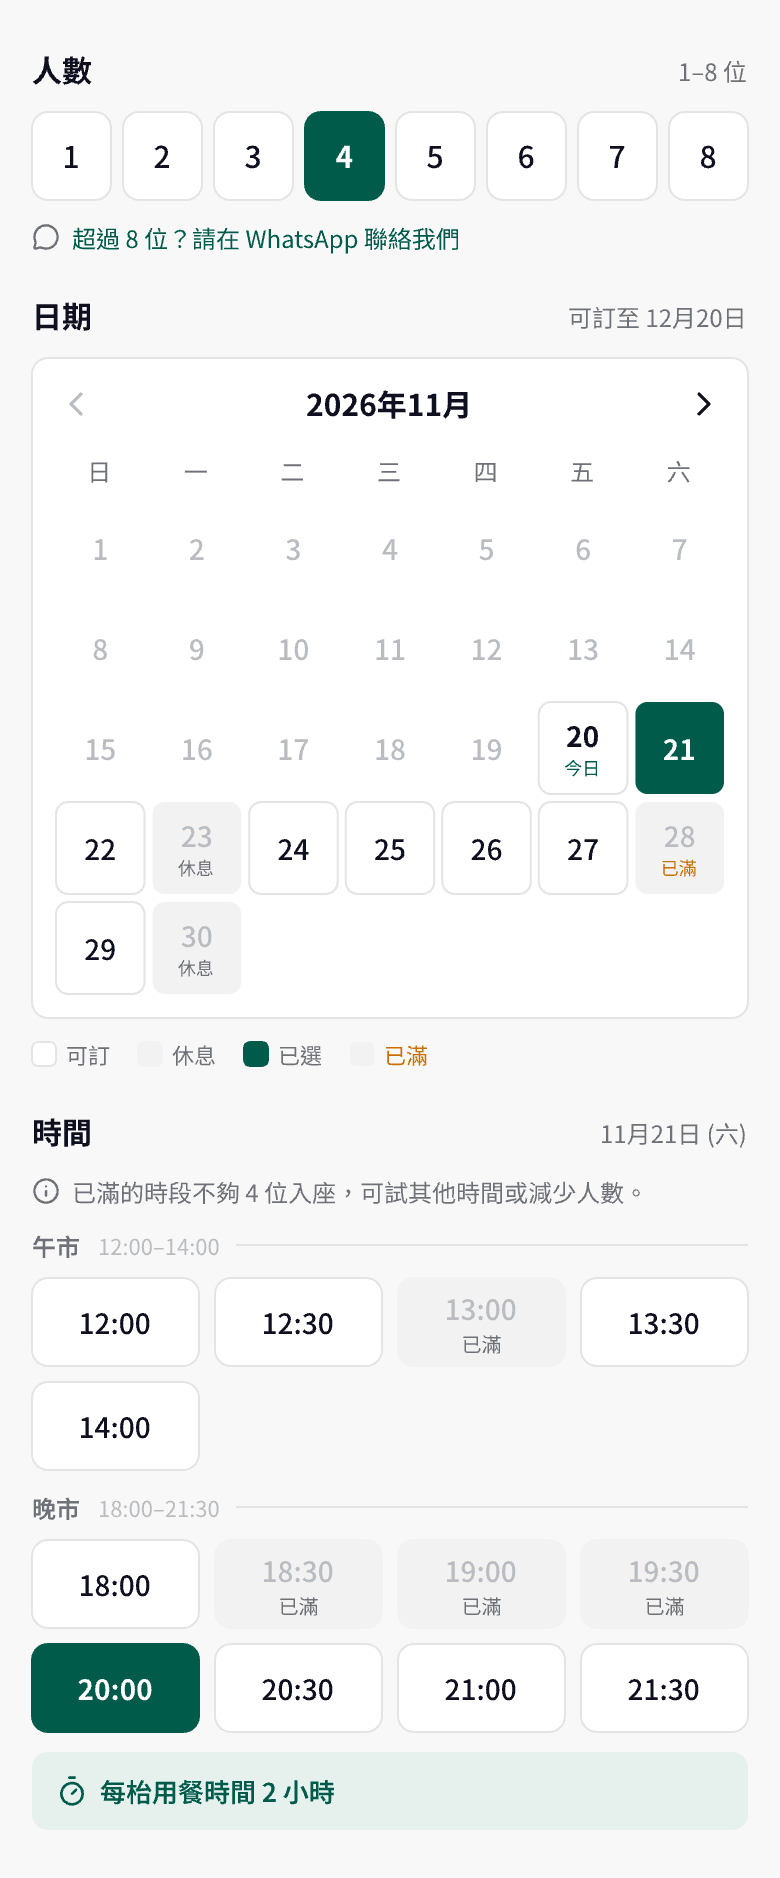 人數 1–8 位
1 2 3 4 5 6 7 8
超過 8 位？請在 WhatsApp 聯絡我們
日期 可訂至 12月20日
2026年11月
日 一 二 三 四 五 六
1 2 3 4 5 6 7
8 9 10 11 12 13 14
15 16 17 18 19 20 21
今日
22 23 24 25 26 27 28
休息 已滿
29 30
休息
可訂 休息 已選 已滿
時間 11月21日 (六)
已滿的時段不夠 4 位入座，可試其他時間或減少人數。
午市 12:00–14:00
12:00 12:30 13:00 13:30
已滿
14:00
晚市 18:00–21:30
18:00 18:30 19:00 19:30
已滿 已滿 已滿
20:00 20:30 21:00 21:30
每枱用餐時間 2 小時